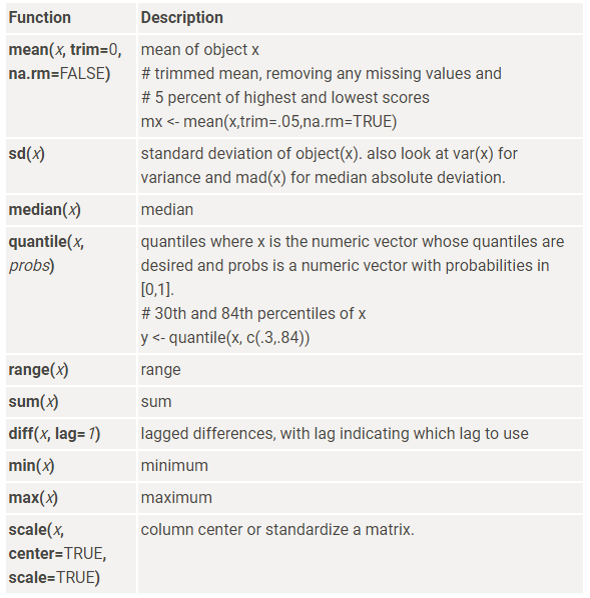 Function Description
mean(x, trim=0, mean of object x
na.rm=FALSE) # trimmed mean, removing any missing values and
# 5 percent of highest and lowest scores
mx <- mean(x,trim=.05,na.rm=TRUE)
sd(x) standard deviation of object(x). also look at var(x) for
variance and mad(x) for median absolute deviation.
median(x) median
quantile(x, quantiles where x is the numeric vector whose quantiles are
probs) desired and probs is a numeric vector with probabilities in
[0,1].
# 30th and 84th percentiles of x
y <- quantile(x, c(.3,.84))
range(x) range
sum(x) sum
diff(x, lag=1) lagged differences, with lag indicating which lag to use
min(x) minimum
max(x) maximum
scale(x, column center or standardize a matrix.
center=TRUE,
scale=TRUE)